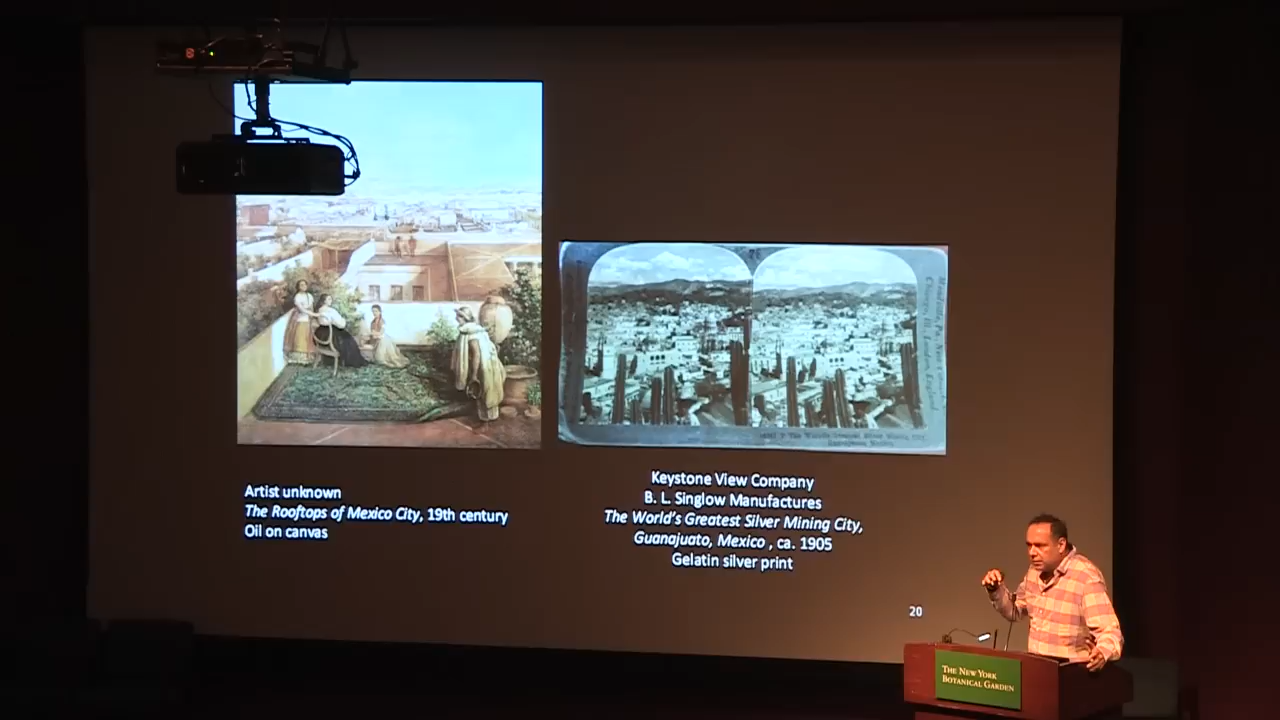 Artist unknown
The Rooftops of Mexico City, 19th century
Oil on canvas
Keystone View Company
B. L. Singlow Manufactures
The World's Greatest Silver Mining City,
Guanajuato, Mexico , ca. 1905
Gelatin silver print
20
THE NEW YORK
BOTANICAL GARDEN